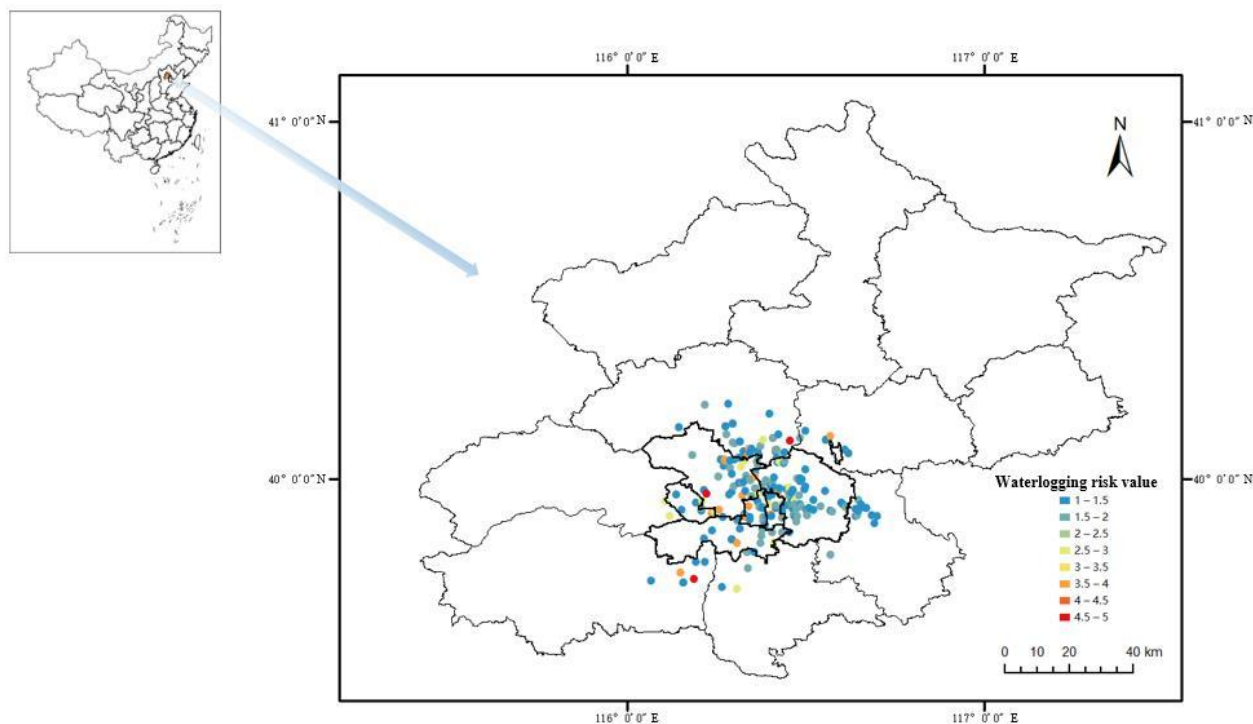 116° 0′0″ E 117° 0′0″ E
41° 0′0″N 41° 0′0″N
N
40° 0′0″N 40° 0′0″N
Waterlogging risk value
1 – 1.5
1.5 – 2
2 – 2.5
2.5 – 3
3 – 3.5
3.5 – 4
4 – 4.5
4.5 – 5
0 10 20 40 km
116° 0′0″ E 117° 0′0″ E